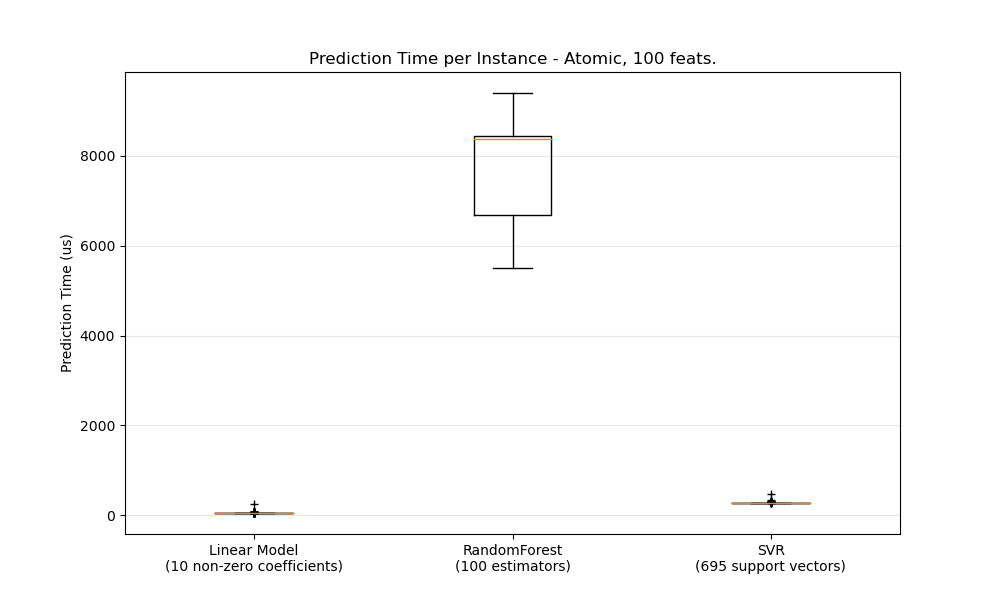 Prediction Time per Instance - Atomic, 100 feats.
Prediction Time (us)
8000
6000
4000
2000
0
Linear Model
(10 non-zero coefficients)
RandomForest
(100 estimators)
SVR
(695 support vectors)